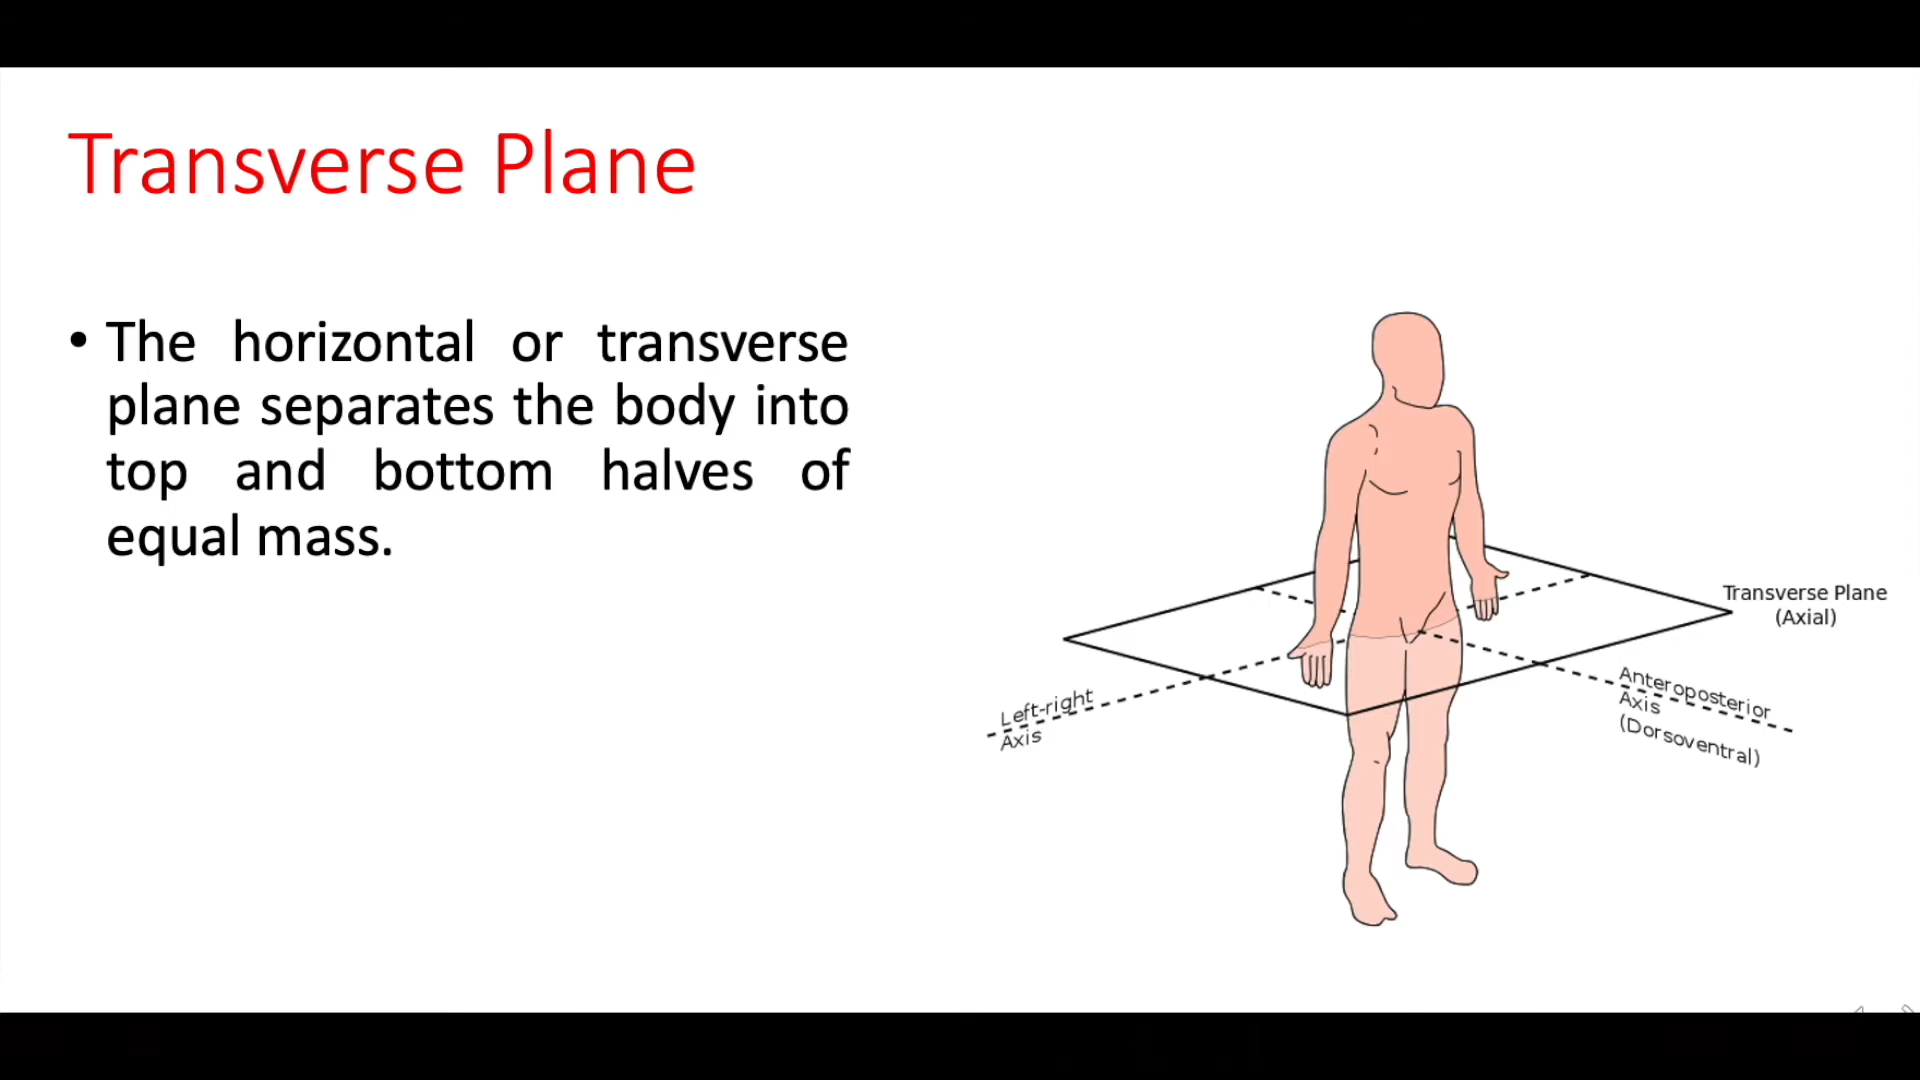 Transverse Plane
• The horizontal or transverse
plane separates the body into
top and bottom halves of
equal mass.
Transverse Plane
(Axial)
Left-right
Axis
Anteroposterior
Axis
(Dorsoventral)